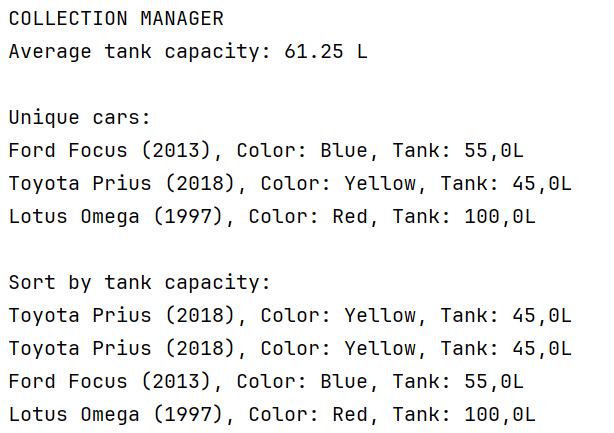 COLLECTION MANAGER
Average tank capacity: 61.25 L
Unique cars:
Ford Focus (2013), Color: Blue, Tank: 55,0L
Toyota Prius (2018), Color: Yellow, Tank: 45,0L
Lotus Omega (1997), Color: Red, Tank: 100,0L
Sort by tank capacity:
Toyota Prius (2018), Color: Yellow, Tank: 45,0L
Toyota Prius (2018), Color: Yellow, Tank: 45,0L
Ford Focus (2013), Color: Blue, Tank: 55,0L
Lotus Omega (1997), Color: Red, Tank: 100,0L